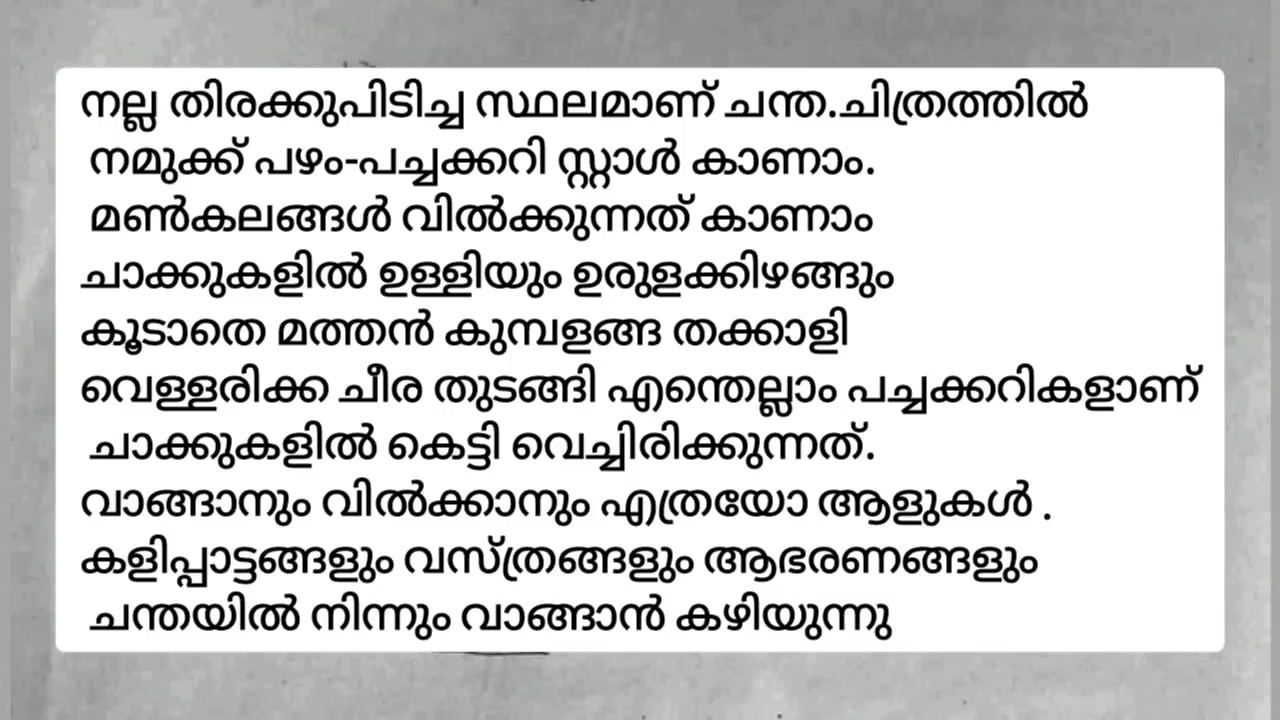 നല്ല തിരക്കുപിടിച്ച സ്ഥലമാണ് ചന്ത.ചിത്രത്തിൽ
നമുക്ക് പഴം-പച്ചക്കറി സ്റ്റാൾ കാണാം.
മൺകലങ്ങൾ വിൽക്കുന്നത് കാണാം
ചാക്കുകളിൽ ഉള്ളിയും ഉരുളക്കിഴങ്ങും
കൂടാതെ മത്തൻ കുമ്പളങ്ങ തക്കാളി
വെള്ളരിക്ക ചീര തുടങ്ങി എന്തെല്ലാം പച്ചക്കറികളാണ്
ചാക്കുകളിൽ കെട്ടി വെച്ചിരിക്കുന്നത്.
വാങ്ങാനും വിൽക്കാനും എത്രയോ ആളുകൾ .
കളിപ്പാട്ടങ്ങളും വസ്ത്രങ്ങളും ആഭരണങ്ങളും
ചന്തയിൽ നിന്നും വാങ്ങാൻ കഴിയുന്നു